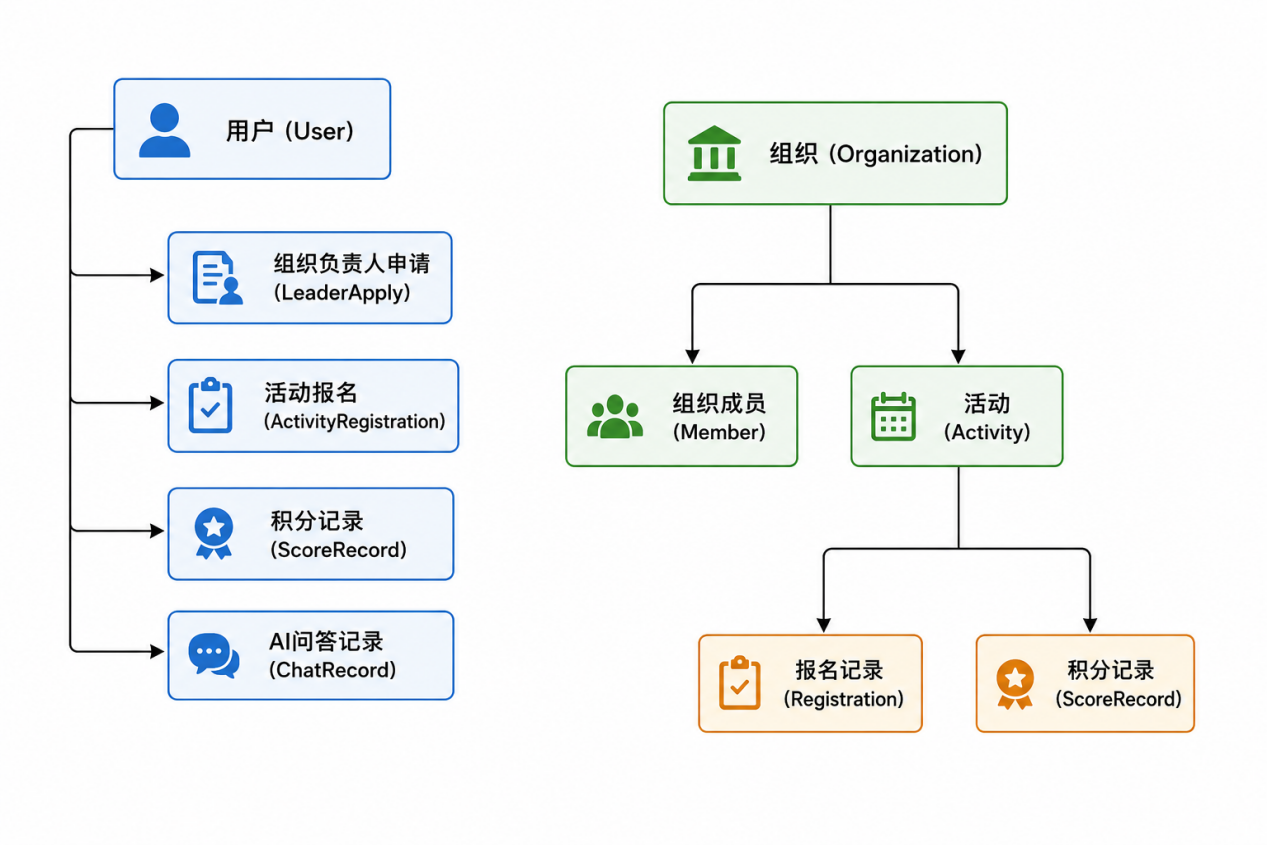 用户 (User)
组织负责人申请
(LeaderApply)
活动报名
(ActivityRegistration)
积分记录
(ScoreRecord)
AI问答记录
(ChatRecord)
组织 (Organization)
组织成员
(Member)
活动
(Activity)
报名记录
(Registration)
积分记录
(ScoreRecord)